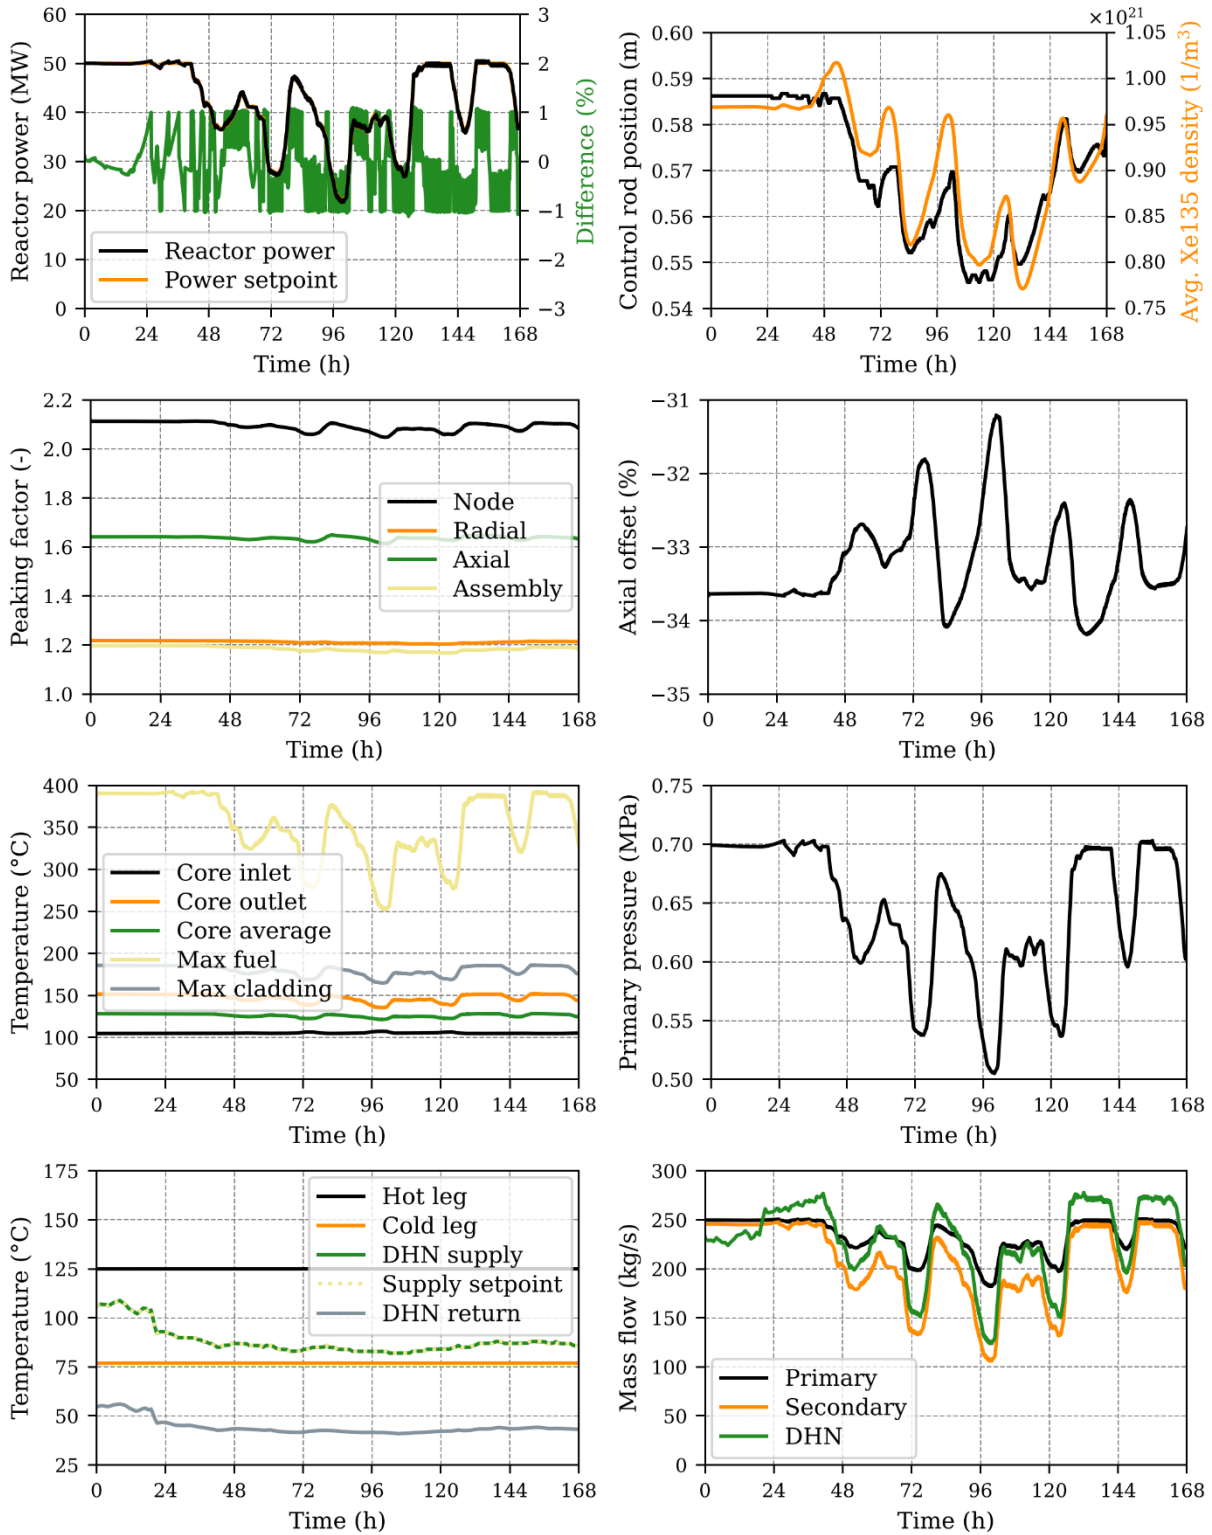 Reactor power (MW)
60
50
40
30
20
10
0
3
2
1
0
−1
−2
−3
Difference (%)
Reactor power
Power setpoint
0 24 48 72 96 120 144 168
Time (h)
×10²¹
Control rod position (m)
0.60
0.59
0.58
0.57
0.56
0.55
0.54
1.05
1.00
0.95
0.90
0.85
0.80
0.75
Avg. Xe135 density (1/m³)
0 24 48 72 96 120 144 168
Time (h)
Peaking factor (-)
2.2
2.0
1.8
1.6
1.4
1.2
1.0
Node
Radial
Axial
Assembly
0 24 48 72 96 120 144 168
Time (h)
Axial offset (%)
−31
−32
−33
−34
−35
0 24 48 72 96 120 144 168
Time (h)
Temperature (°C)
400
350
300
250
200
150
100
50
Core inlet
Core outlet
Core average
Max fuel
Max cladding
0 24 48 72 96 120 144 168
Time (h)
Primary pressure (MPa)
0.75
0.70
0.65
0.60
0.55
0.50
0 24 48 72 96 120 144 168
Time (h)
Temperature (°C)
175
150
125
100
75
50
25
Hot leg
Cold leg
DHN supply
Supply setpoint
DHN return
0 24 48 72 96 120 144 168
Time (h)
Mass flow (kg/s)
300
250
200
150
100
50
0
Primary
Secondary
DHN
0 24 48 72 96 120 144 168
Time (h)